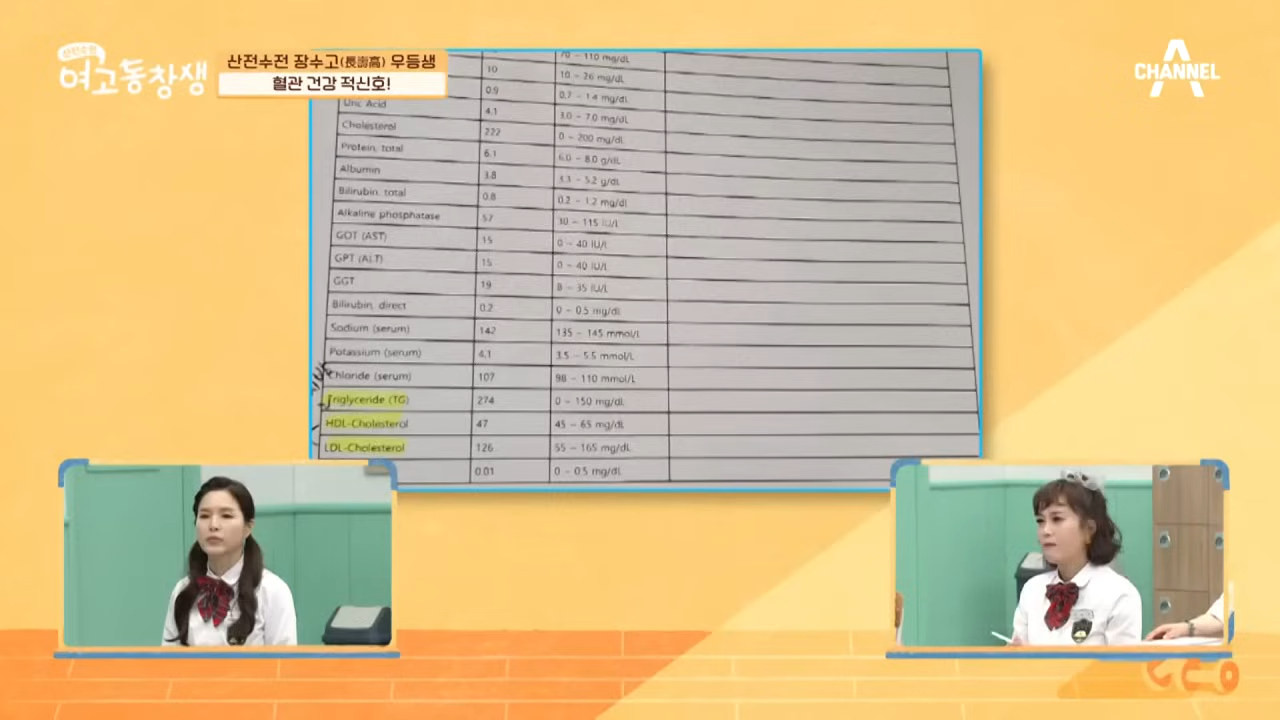 산전수전
여고동창생
산전수전 장수고(長壽高) 우등생
혈관 건강 적신호!
CHANNEL A
70 - 110 mg/dL
10 10 - 26 mg/dL
0.9 0.7 - 1.4 mg/dL
Uric Acid 4.1 3.0 - 7.0 mg/dL
Cholesterol 222 0 - 200 mg/dL
Protein, total 6.1 6.0 - 8.0 g/dL
Albumin 3.8 3.3 - 5.2 g/dL
Bilirubin, total 0.8 0.2 - 1.2 mg/dl
Alkaline phosphatase 57 30 - 115 IU/L
GOT (AST) 15 0 - 40 IU/L
GPT (ALT) 15 0 - 40 IU/L
GGT 19 8 - 35 IU/L
Bilirubin, direct 0.2 0 - 0.5 mg/dL
Sodium (serum) 142 135 - 145 mmol/L
Potassium (serum) 4.1 3.5 - 5.5 mmol/L
Chloride (serum) 107 98 - 110 mmol/L
Triglyceride (TG) 274 0 - 150 mg/dL
HDL-Cholesterol 47 45 - 65 mg/dL
LDL-Cholesterol 126 55 - 165 mg/dL
0.01 0 - 0.5 mg/dL